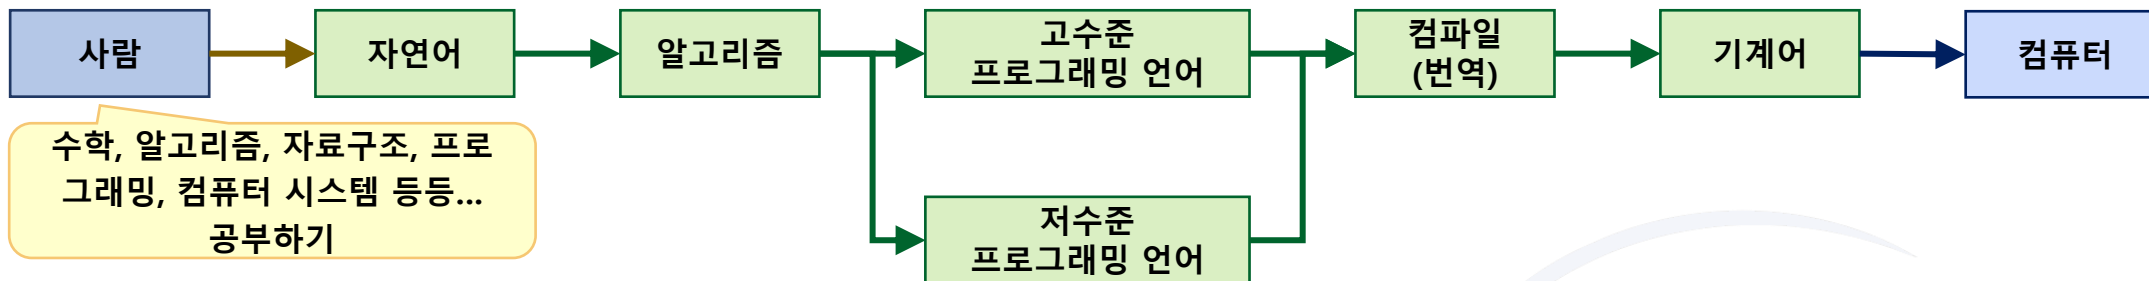 사람
자연어
알고리즘
고수준
프로그래밍 언어
컴파일
(번역)
기계어
컴퓨터
수학, 알고리즘, 자료구조, 프로
그래밍, 컴퓨터 시스템 등등...
공부하기
저수준
프로그래밍 언어